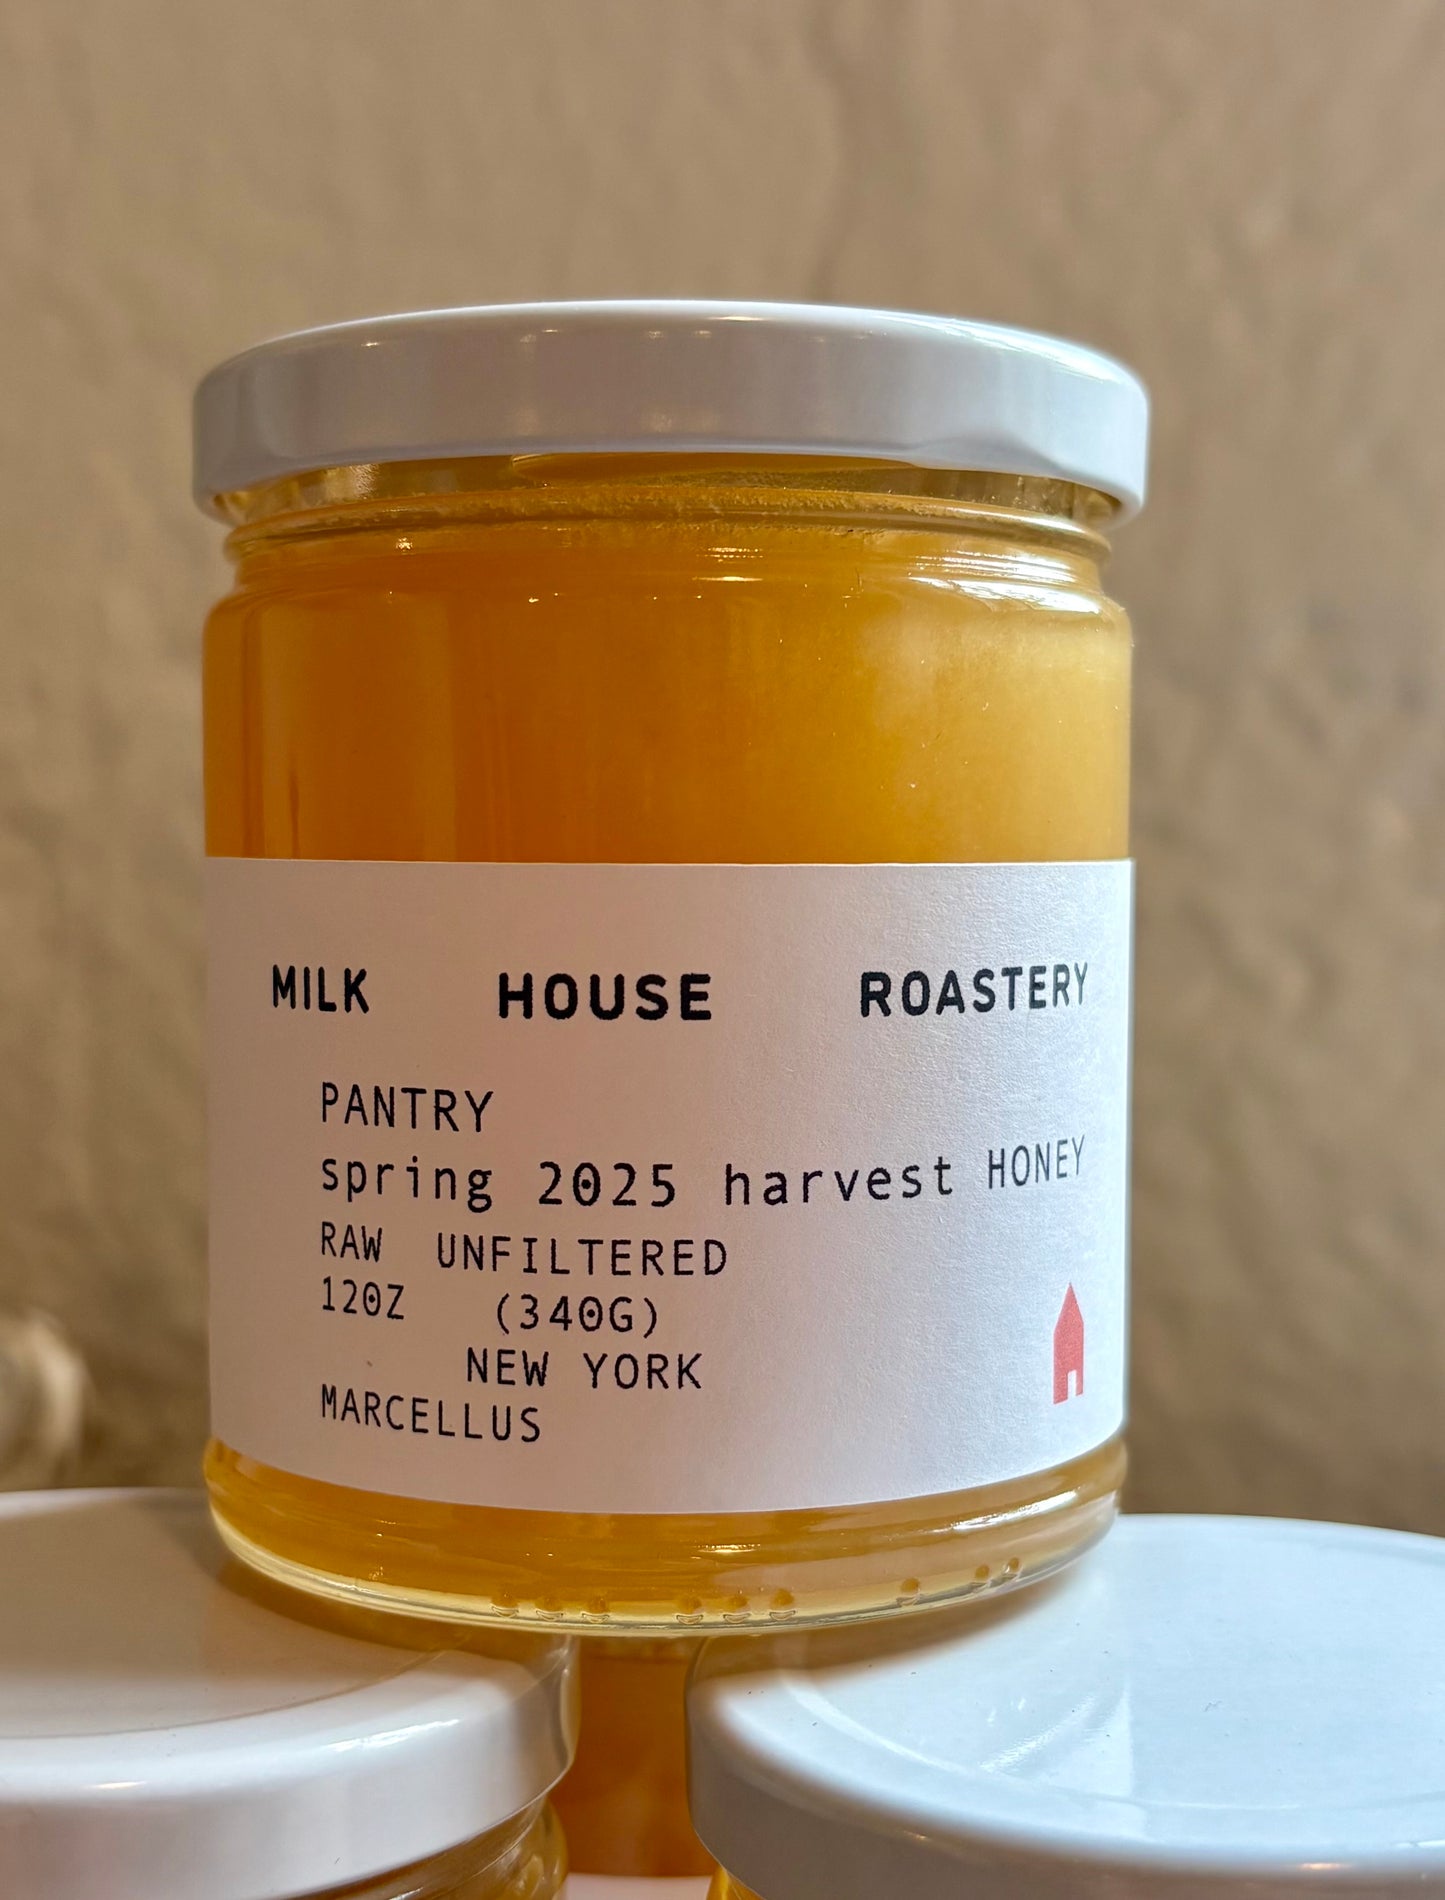 MILK HOUSE ROASTERY
PANTRY
spring 2025 harvest HONEY
RAW UNFILTERED
12OZ (340G)
NEW YORK
MARCELLUS